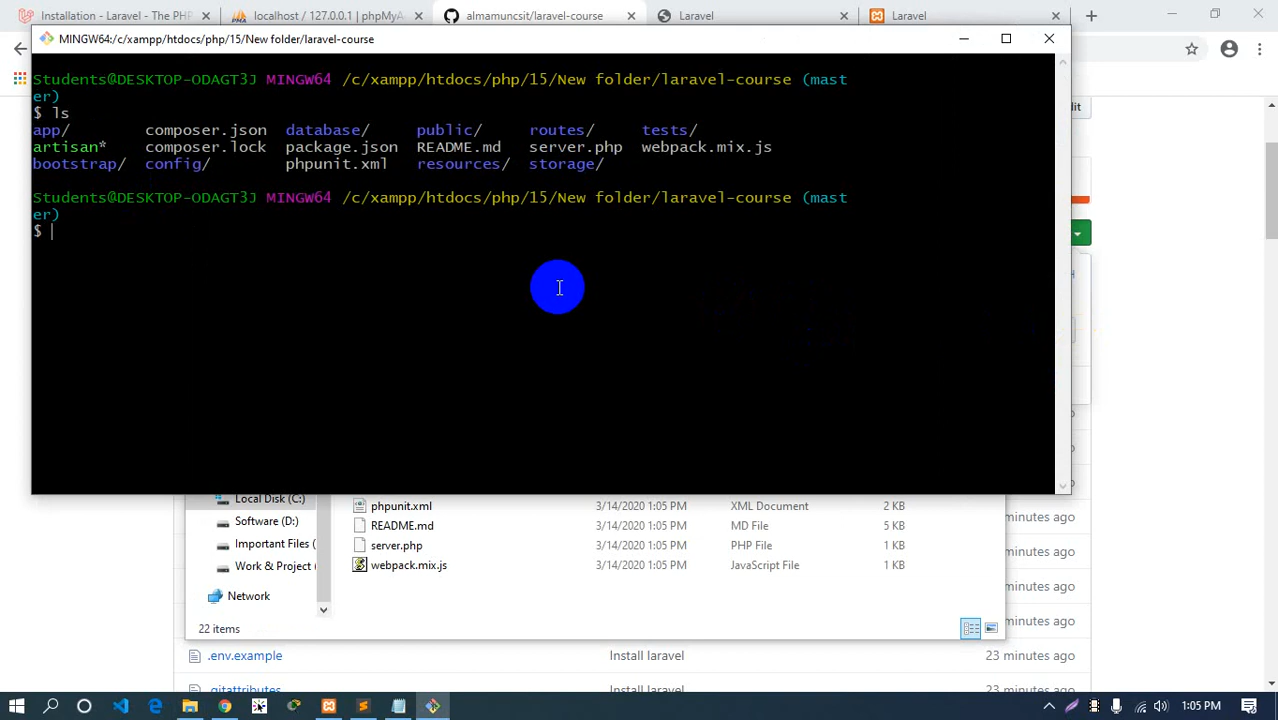 Installation - Laravel - The PHP
localhost / 127.0.0.1 | phpMyA
almamuncsit/laravel-course
Laravel
Laravel
MINGW64:/c/xampp/htdocs/php/15/New folder/laravel-course
Students@DESKTOP-ODAGT3J MINGW64 /c/xampp/htdocs/php/15/New folder/laravel-course (mast
er)
$ ls
app/ composer.json database/ public/ routes/ tests/
artisan* composer.lock package.json README.md server.php webpack.mix.js
bootstrap/ config/ phpunit.xml resources/ storage/
Students@DESKTOP-ODAGT3J MINGW64 /c/xampp/htdocs/php/15/New folder/laravel-course (mast
er)
$
dit
Local Disk (C:)
phpunit.xml 3/14/2020 1:05 PM XML Document 2 KB
Software (D:)
README.md 3/14/2020 1:05 PM MD File 5 KB
minutes ago
Important Files (
server.php 3/14/2020 1:05 PM PHP File 1 KB
minutes ago
Work & Project (
webpack.mix.js 3/14/2020 1:05 PM JavaScript File 2 KB
minutes ago
Network
22 items
minutes ago
.env.example Install laravel 23 minutes ago
.gitattributes Install laravel 23 minutes ago
1:05 PM